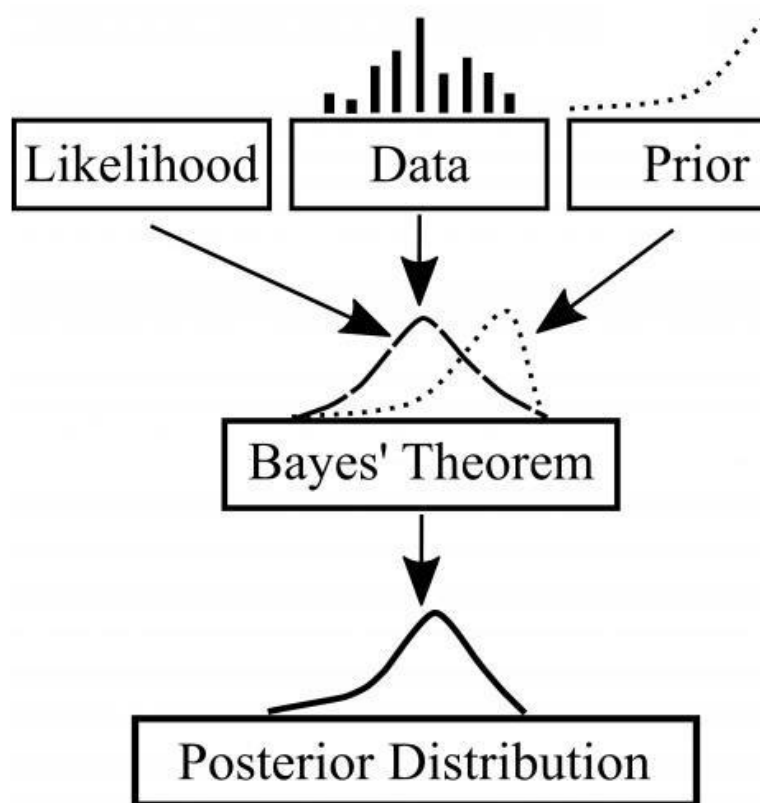 Likelihood
Data
Prior
Bayes' Theorem
Posterior Distribution